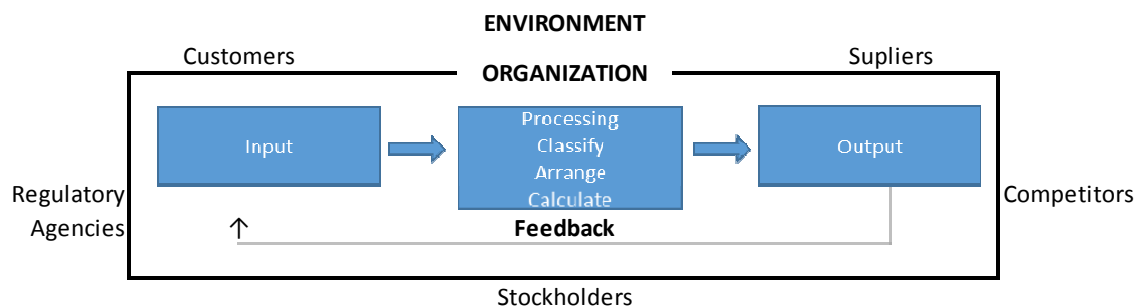 ENVIRONMENT
Customers
Supliers
ORGANIZATION
Input
Processing
Classify
Arrange
Calculate
Output
Regulatory
Agencies
Competitors
↑
Feedback
Stockholders